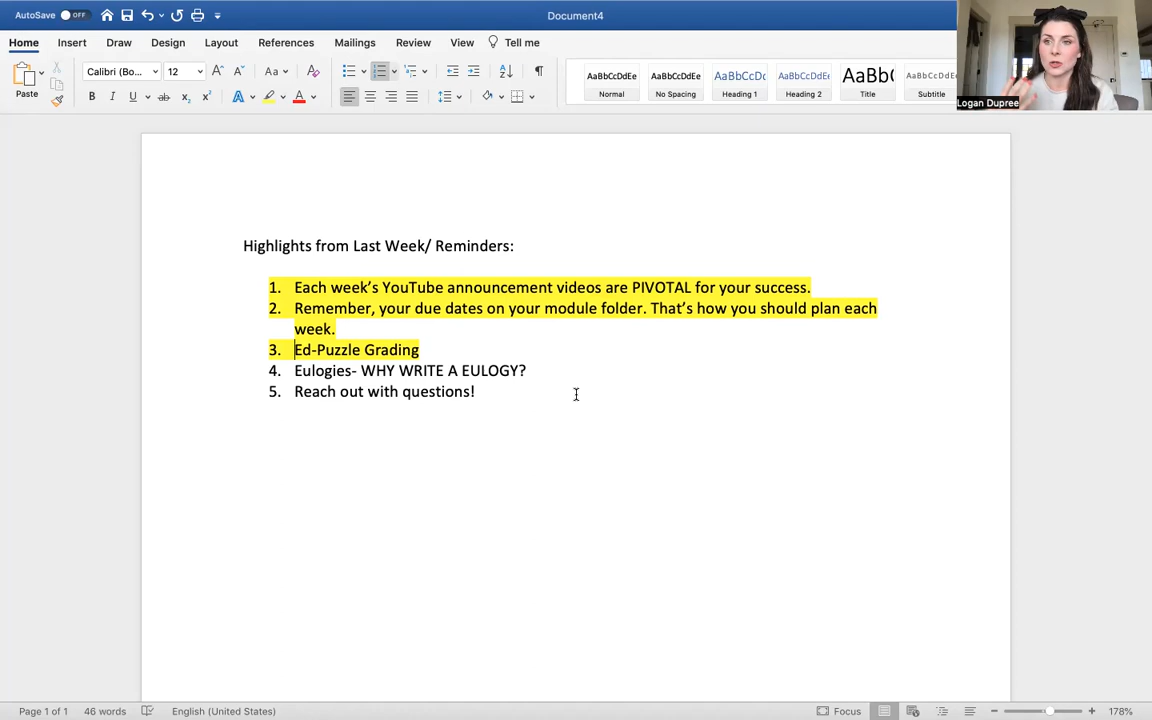 AutoSave OFF Document4
Home Insert Draw Design Layout References Mailings Review View Tell me
Paste Calibri (Bo... 12 Aa
AaBbCcDdEe AaBbCcDdEe AaBbCcDc AaBbCcDdEe AaBbC AaBbCcDdEe
Normal No Spacing Heading 1 Heading 2 Title Subtitle
Logan Dupree
Highlights from Last Week/ Reminders:
1. Each week's YouTube announcement videos are PIVOTAL for your success.
2. Remember, your due dates on your module folder. That's how you should plan each
week.
3. Ed-Puzzle Grading
4. Eulogies- WHY WRITE A EULOGY?
5. Reach out with questions!
Page 1 of 1 46 words English (United States) Focus 178%